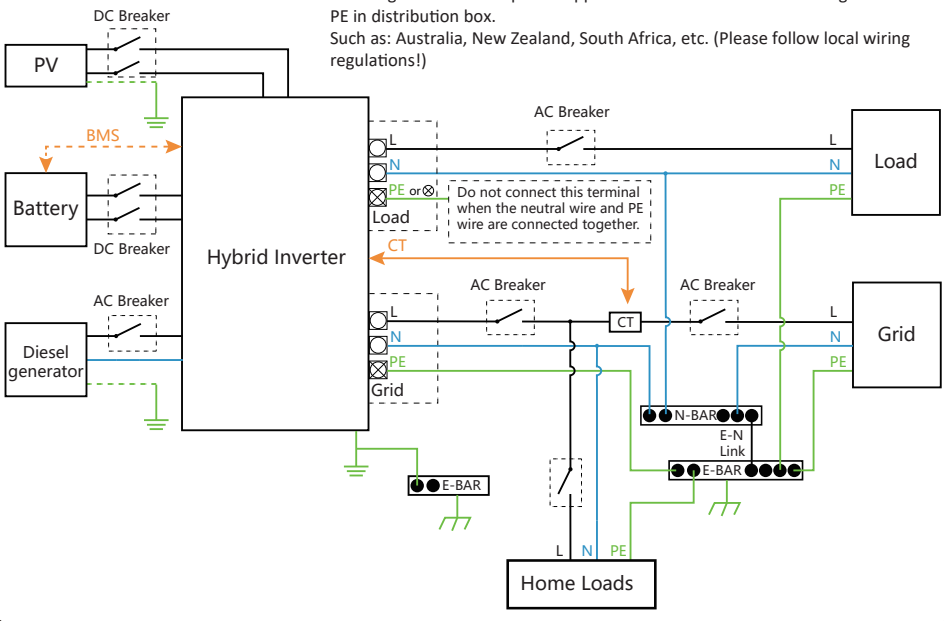 PE in distribution box.
Such as: Australia, New Zealand, South Africa, etc. (Please follow local wiring
regulations!)
DC Breaker
PV
BMS
Battery
DC Breaker
AC Breaker
Diesel
generator
Hybrid Inverter
L
N
PE or
Load
Do not connect this terminal
when the neutral wire and PE
wire are connected together.
AC Breaker
L
N
PE
Load
CT
L
N
PE
Grid
AC Breaker
CT
AC Breaker
L
N
PE
Grid
N-BAR
E-N
Link
E-BAR
E-BAR
L
N
PE
Home Loads